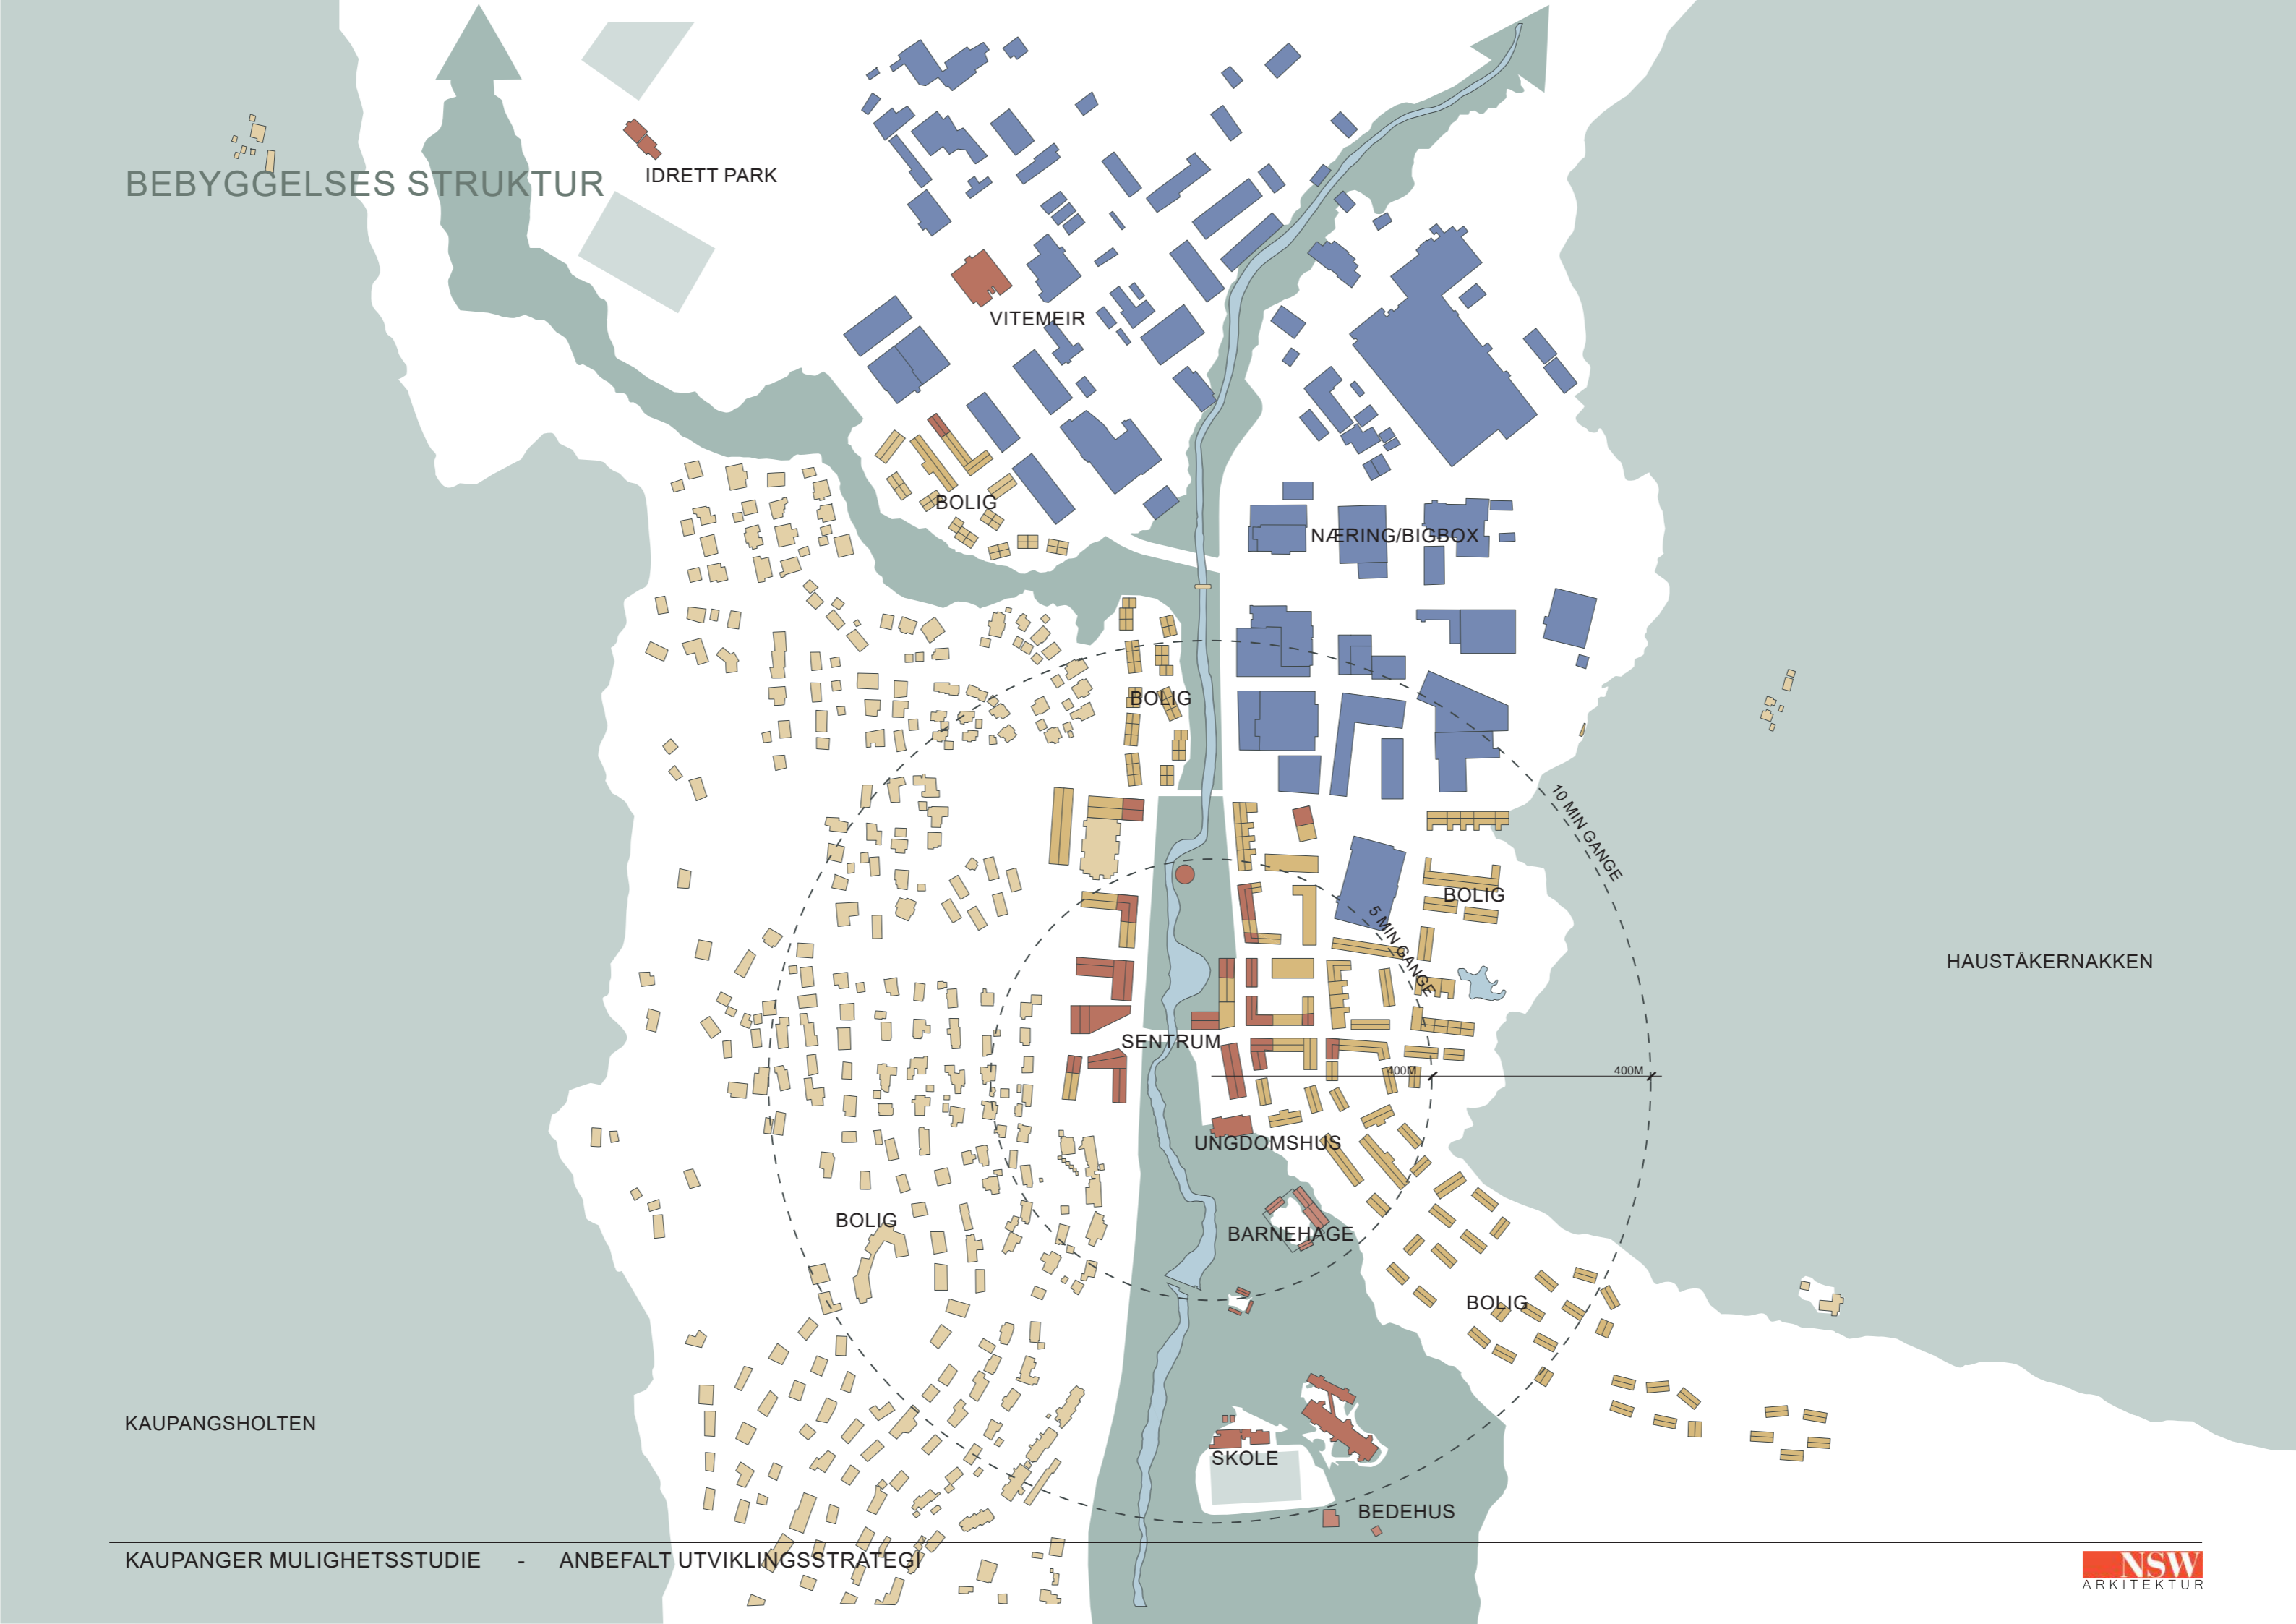 BEBYGGELSES STRUKTUR
IDRETT PARK
VITEMEIR
BOLIG
NÆRING/BIGBOX
BOLIG
10 MIN GANGE
BOLIG
5 MIN GANGE
HAUSTÅKERNAKKEN
SENTRUM
400M
400M
UNGDOMSHUS
BOLIG
BARNEHAGE
BOLIG
KAUPANGSHOLTEN
SKOLE
BEDEHUS
KAUPANGER MULIGHETSSTUDIE - ANBEFALT UTVIKLINGSSTRATEGI
NSW
ARKITEKTUR